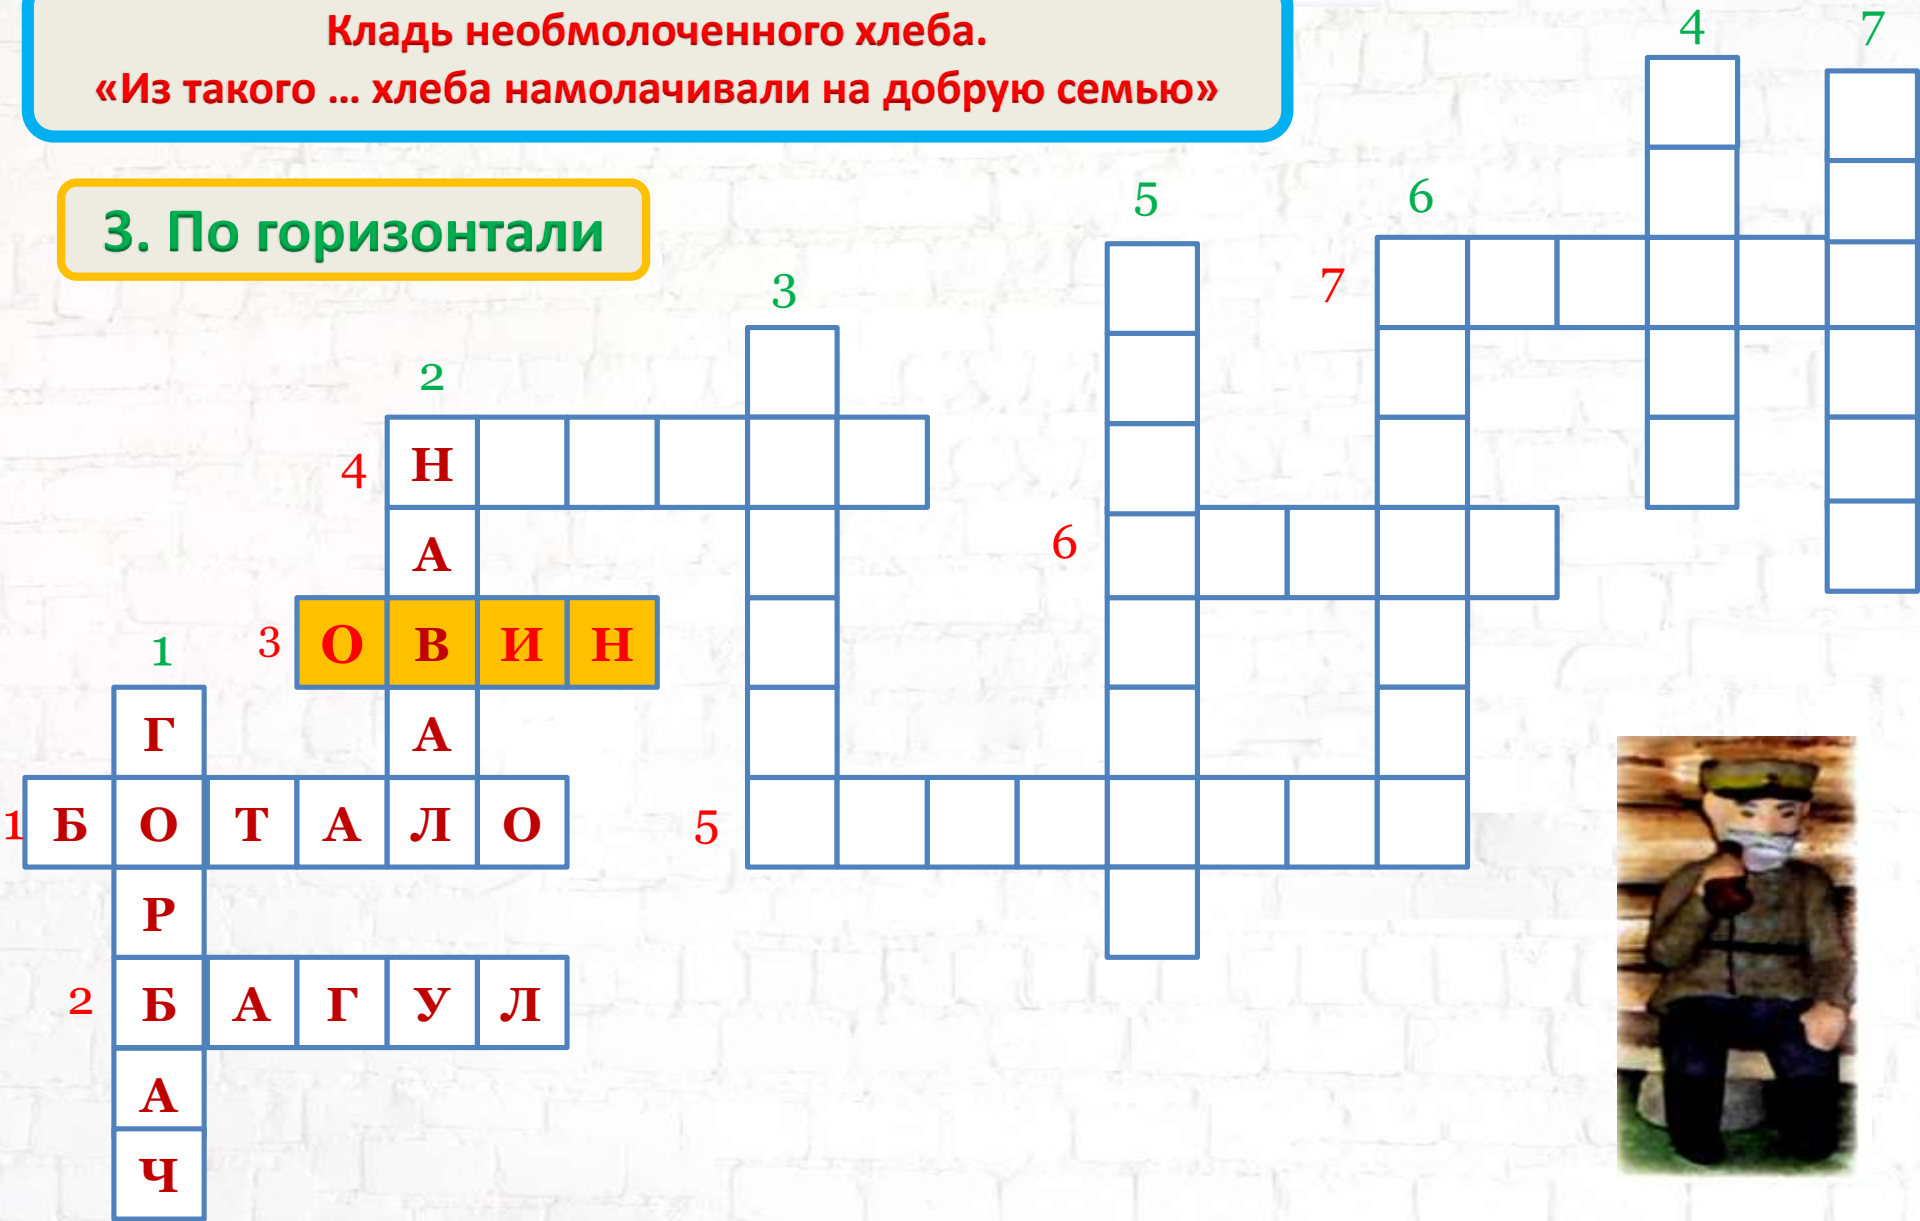 Кладь необмолоченного хлеба.
«Из такого ... хлеба намолачивали на добрую семью»
4 7
3. По горизонтали
5 6
3 7
2
4 Н
6
А
1 3 О В И Н
Г А
1 Б О Т А Л О 5
Р
2 Б А Г У Л
А
Ч